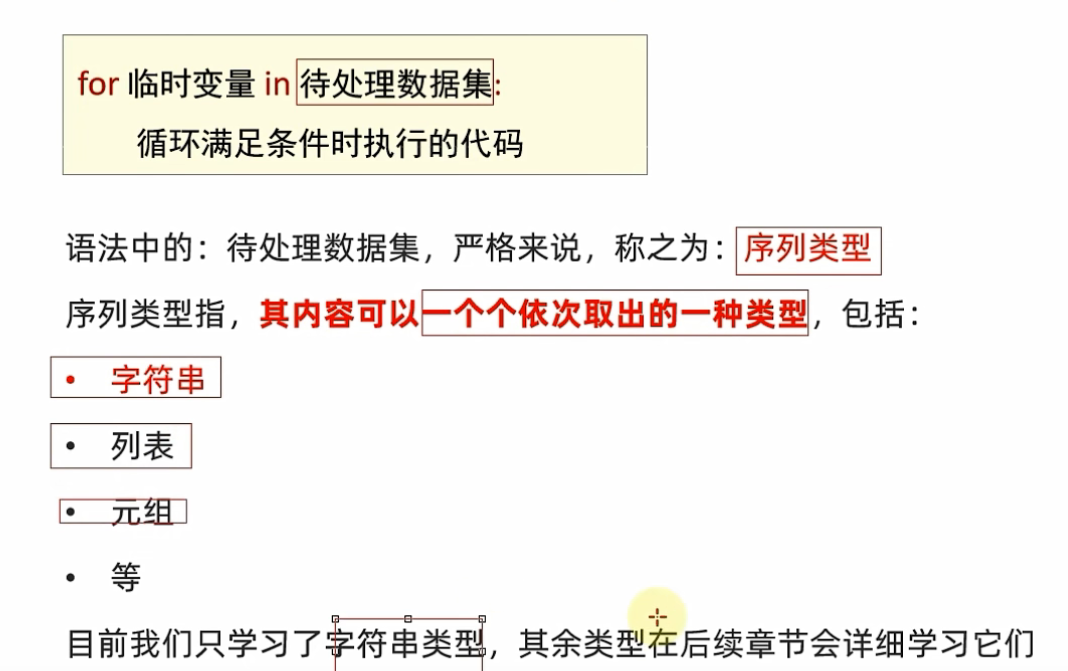 for 临时变量 in 待处理数据集:
循环满足条件时执行的代码
语法中的：待处理数据集，严格来说，称之为：序列类型
序列类型指，其内容可以一个个依次取出的一种类型，包括：
• 字符串
• 列表
• 元组
• 等
目前我们只学习了字符串类型，其余类型在后续章节会详细学习它们